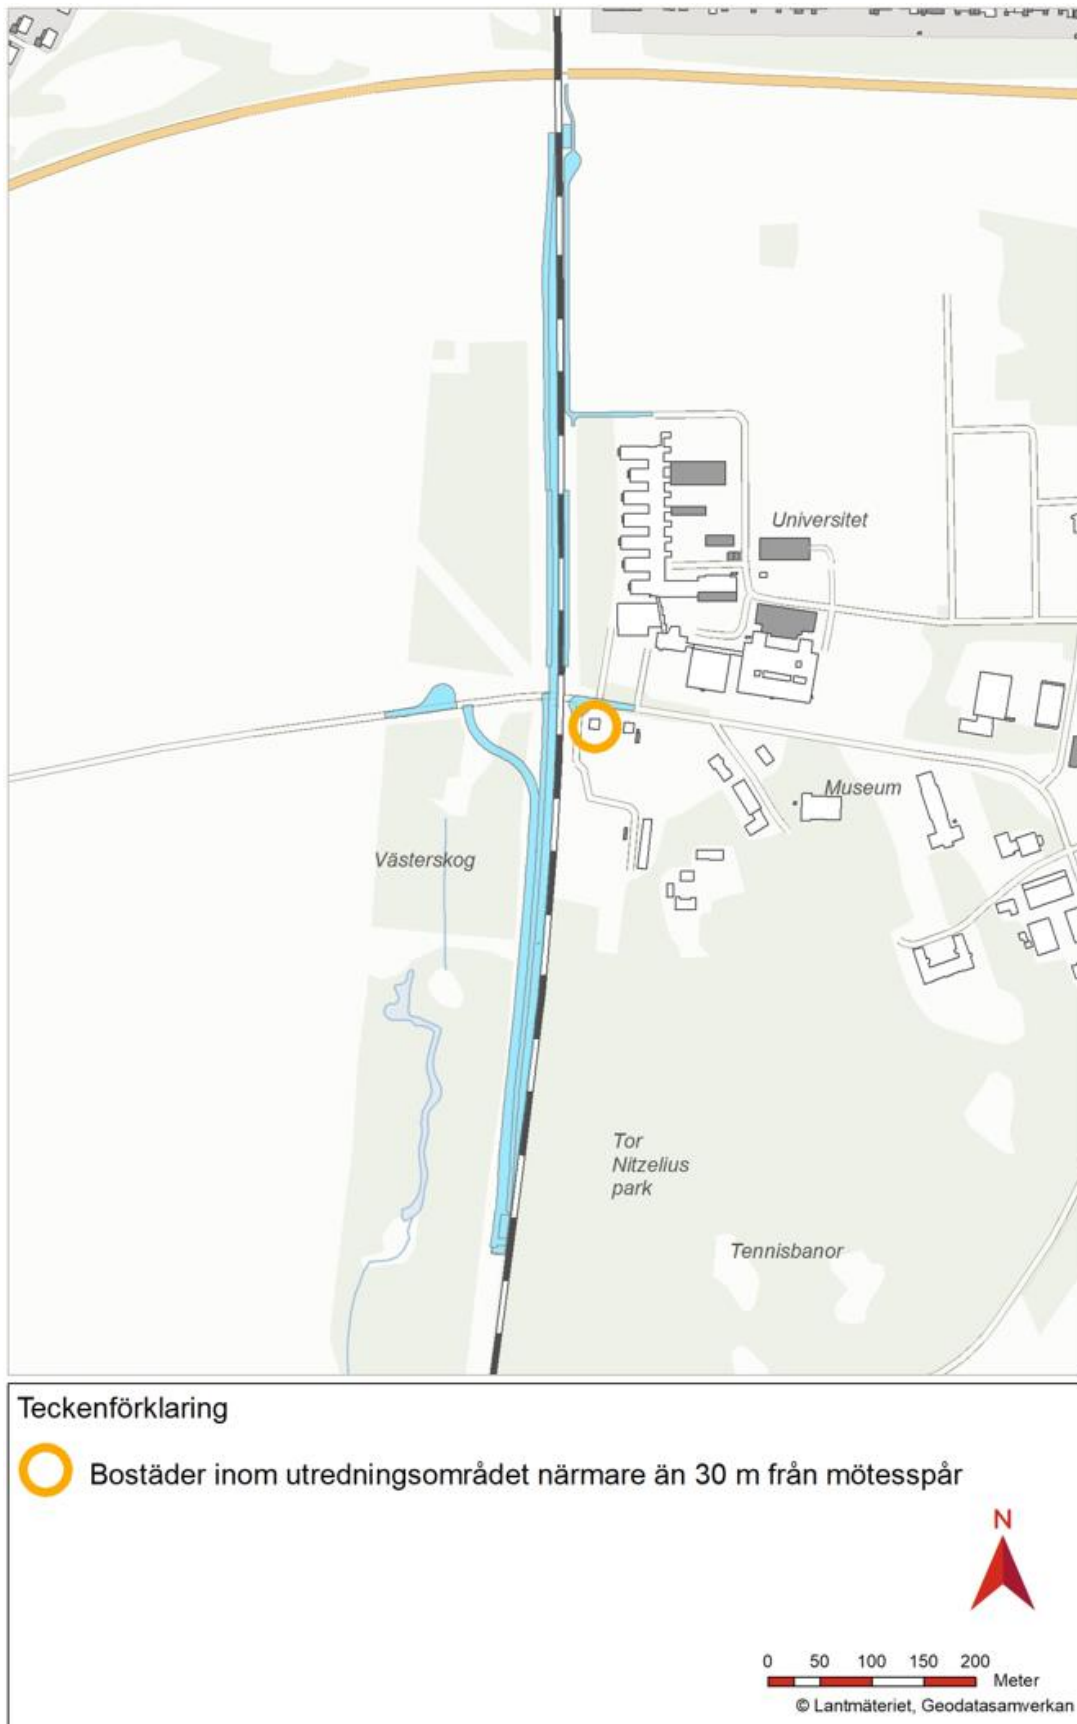 Universitet
Museum
Västerskog
Tor
Nitzelius
park
Tennisbanor
Teckenförklaring
Bostäder inom utredningsområdet närmare än 30 m från mötesspår
N
0 50 100 150 200
Meter
© Lantmäteriet, Geodatasamverkan